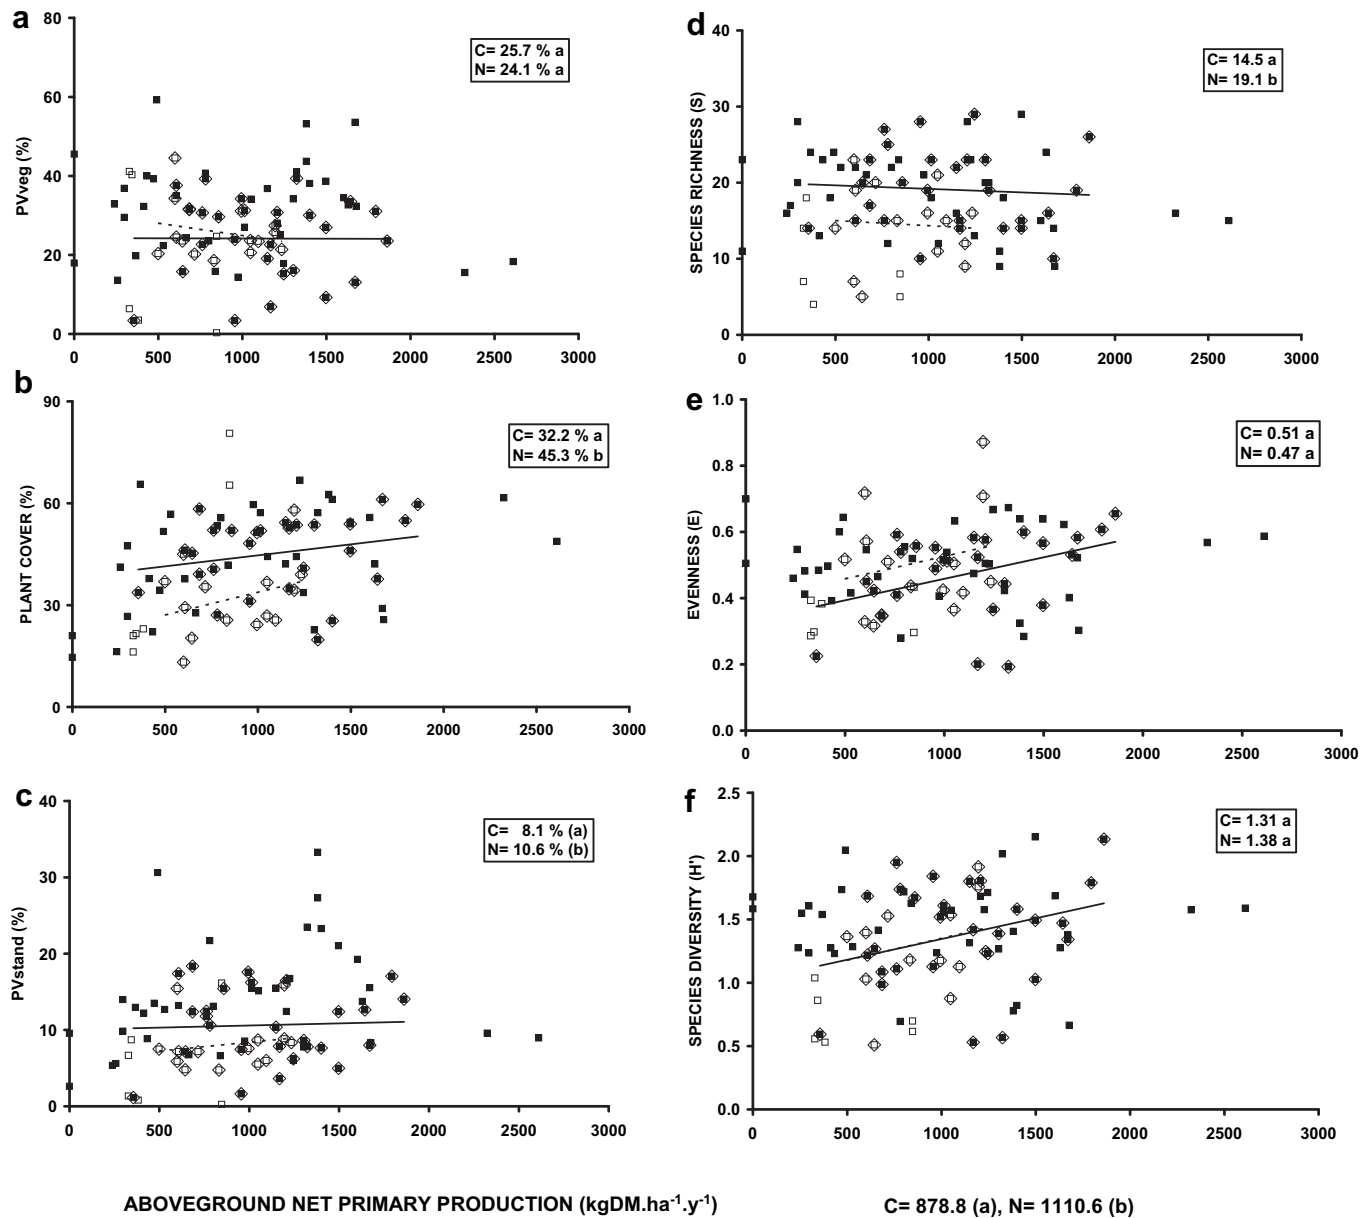 a
80
60
40
20
0
PVveg (%)
C= 25.7 % a
N= 24.1 % a
0 500 1000 1500 2000 2500 3000
b
90
60
30
0
PLANT COVER (%)
C= 32.2 % a
N= 45.3 % b
0 500 1000 1500 2000 2500 3000
c
40
30
20
10
0
PVstand (%)
C= 8.1 % (a)
N= 10.6 % (b)
0 500 1000 1500 2000 2500 3000
d
40
30
20
10
0
SPECIES RICHNESS (S)
C= 14.5 a
N= 19.1 b
0 500 1000 1500 2000 2500 3000
e
1.0
0.8
0.6
0.4
0.2
0.0
EVENNESS (E)
C= 0.51 a
N= 0.47 a
0 500 1000 1500 2000 2500 3000
f
2.5
2.0
1.5
1.0
0.5
0.0
SPECIES DIVERSITY (H')
C= 1.31 a
N= 1.38 a
0 500 1000 1500 2000 2500 3000
ABOVEGROUND NET PRIMARY PRODUCTION (kgDM.ha⁻¹.y⁻¹)
C= 878.8 (a), N= 1110.6 (b)